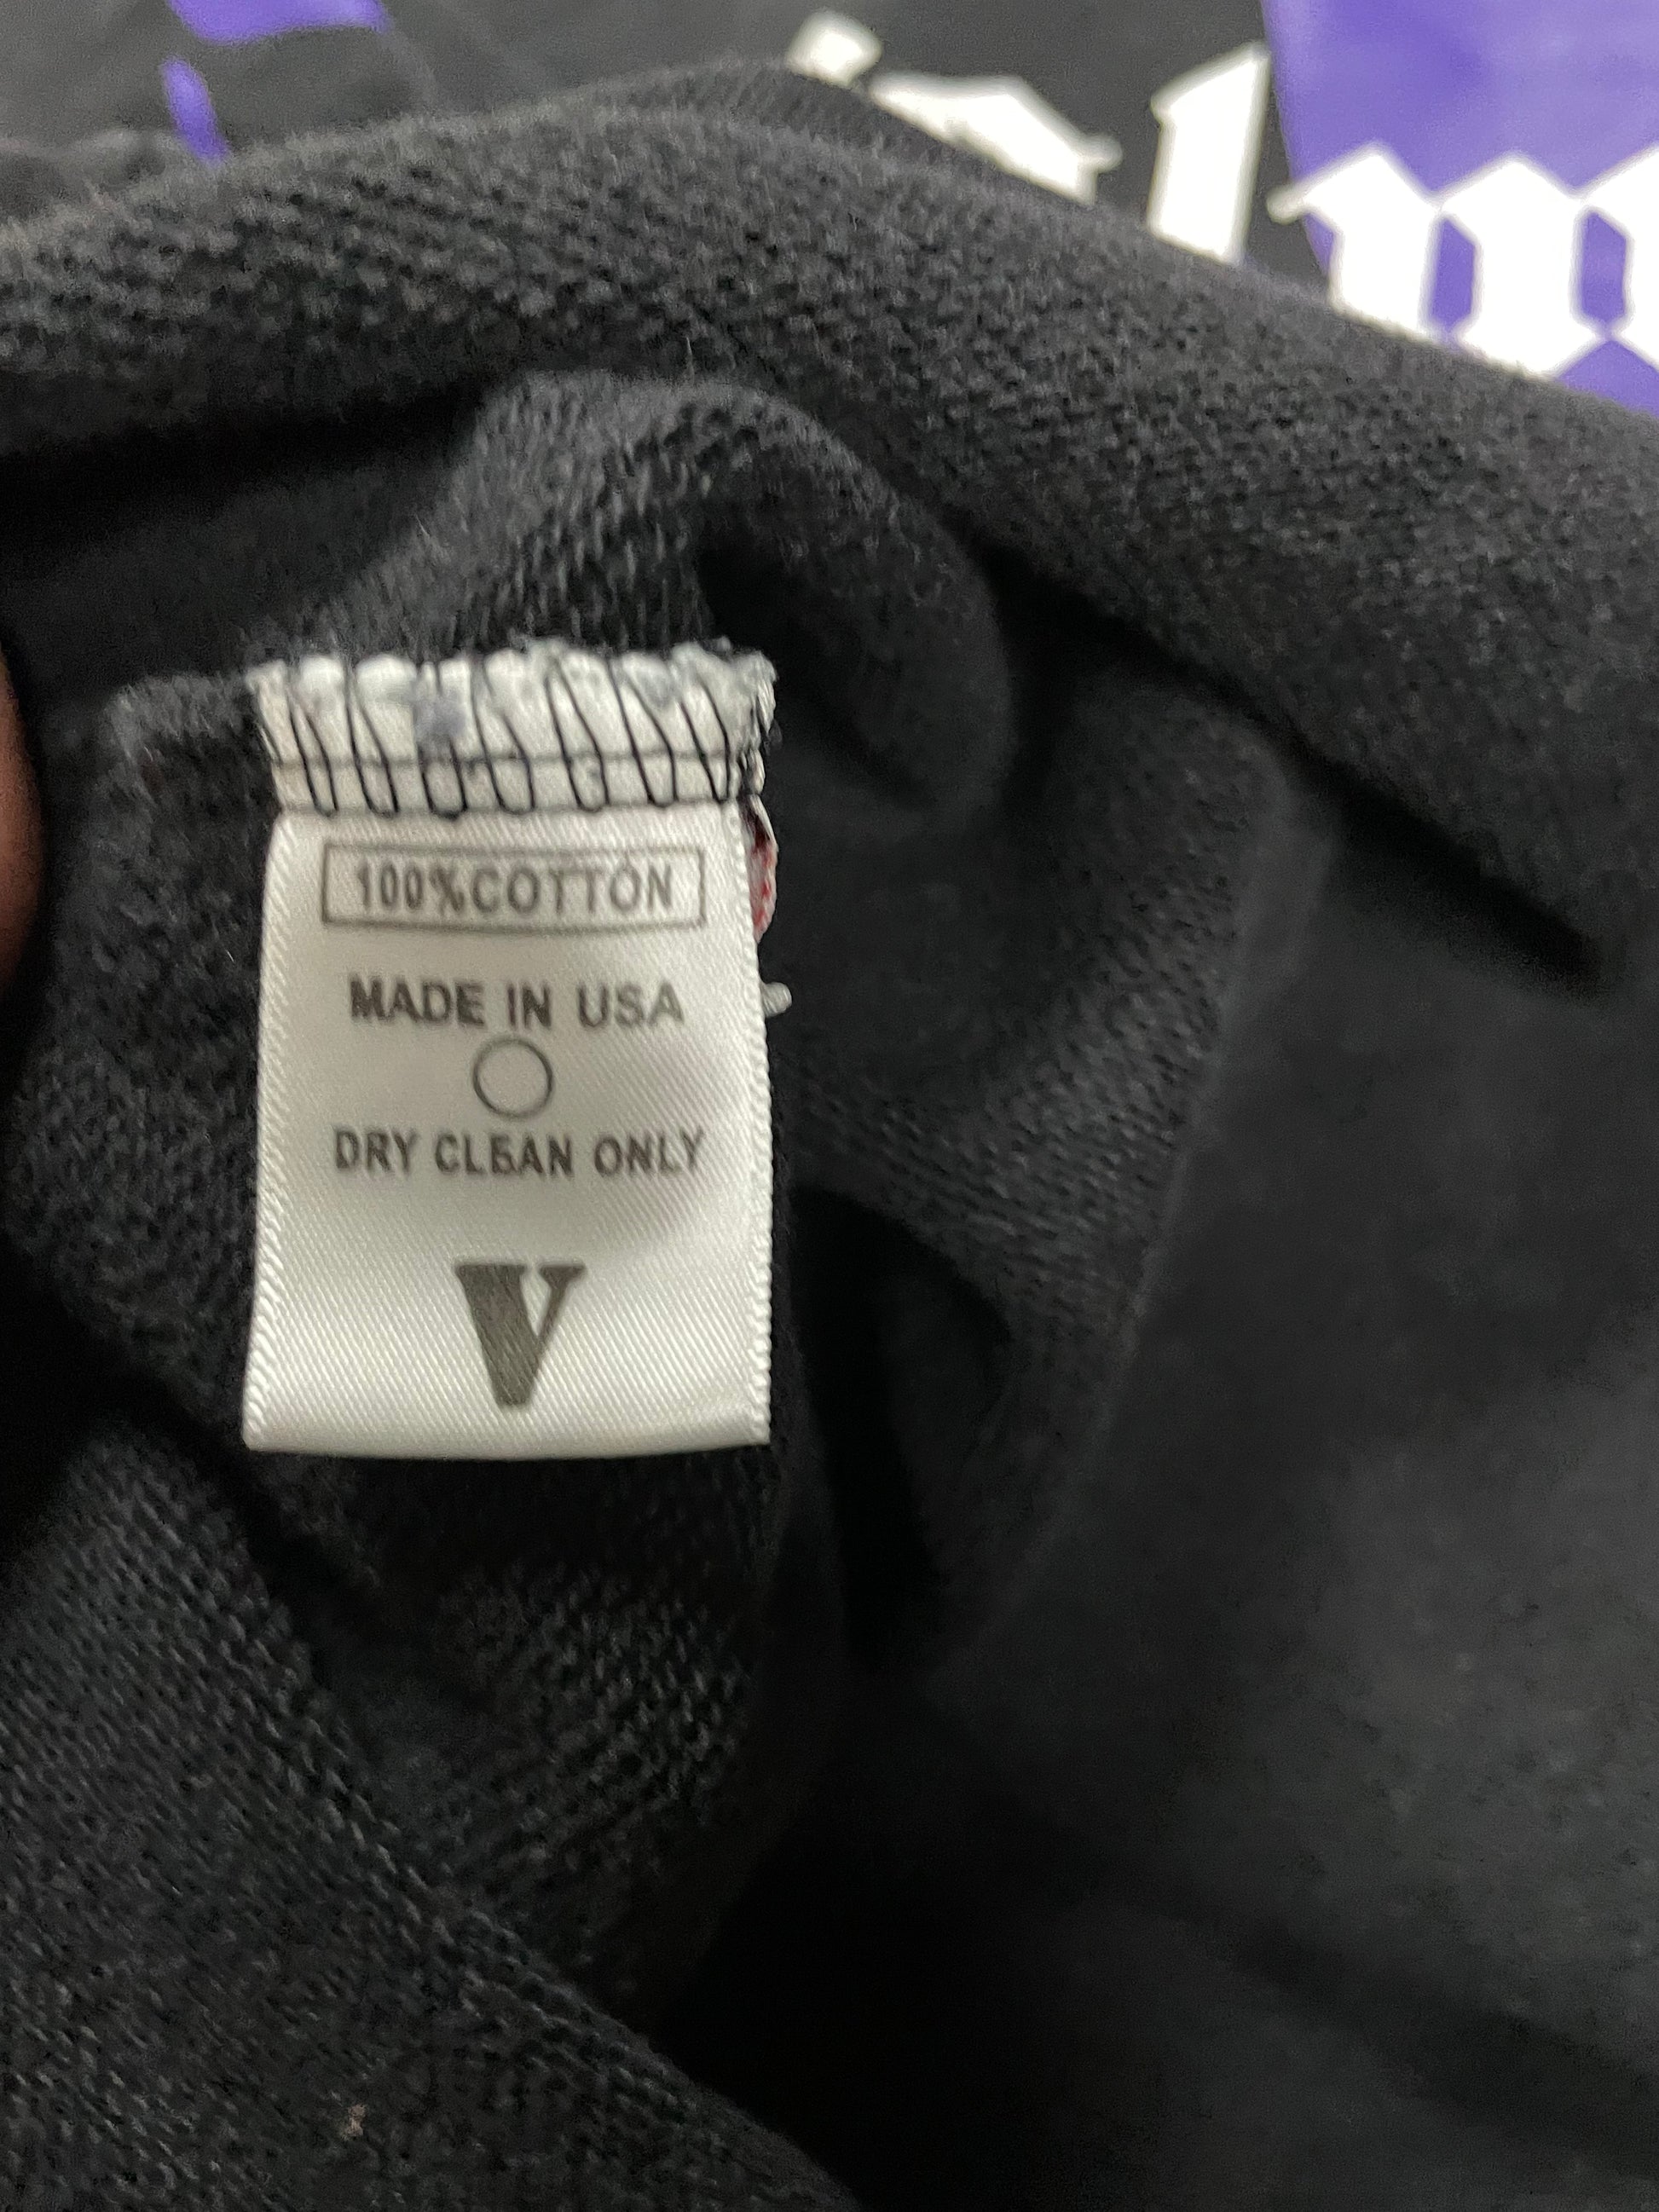 100%COTTON
MADE IN USA
DRY CLEAN ONLY
V